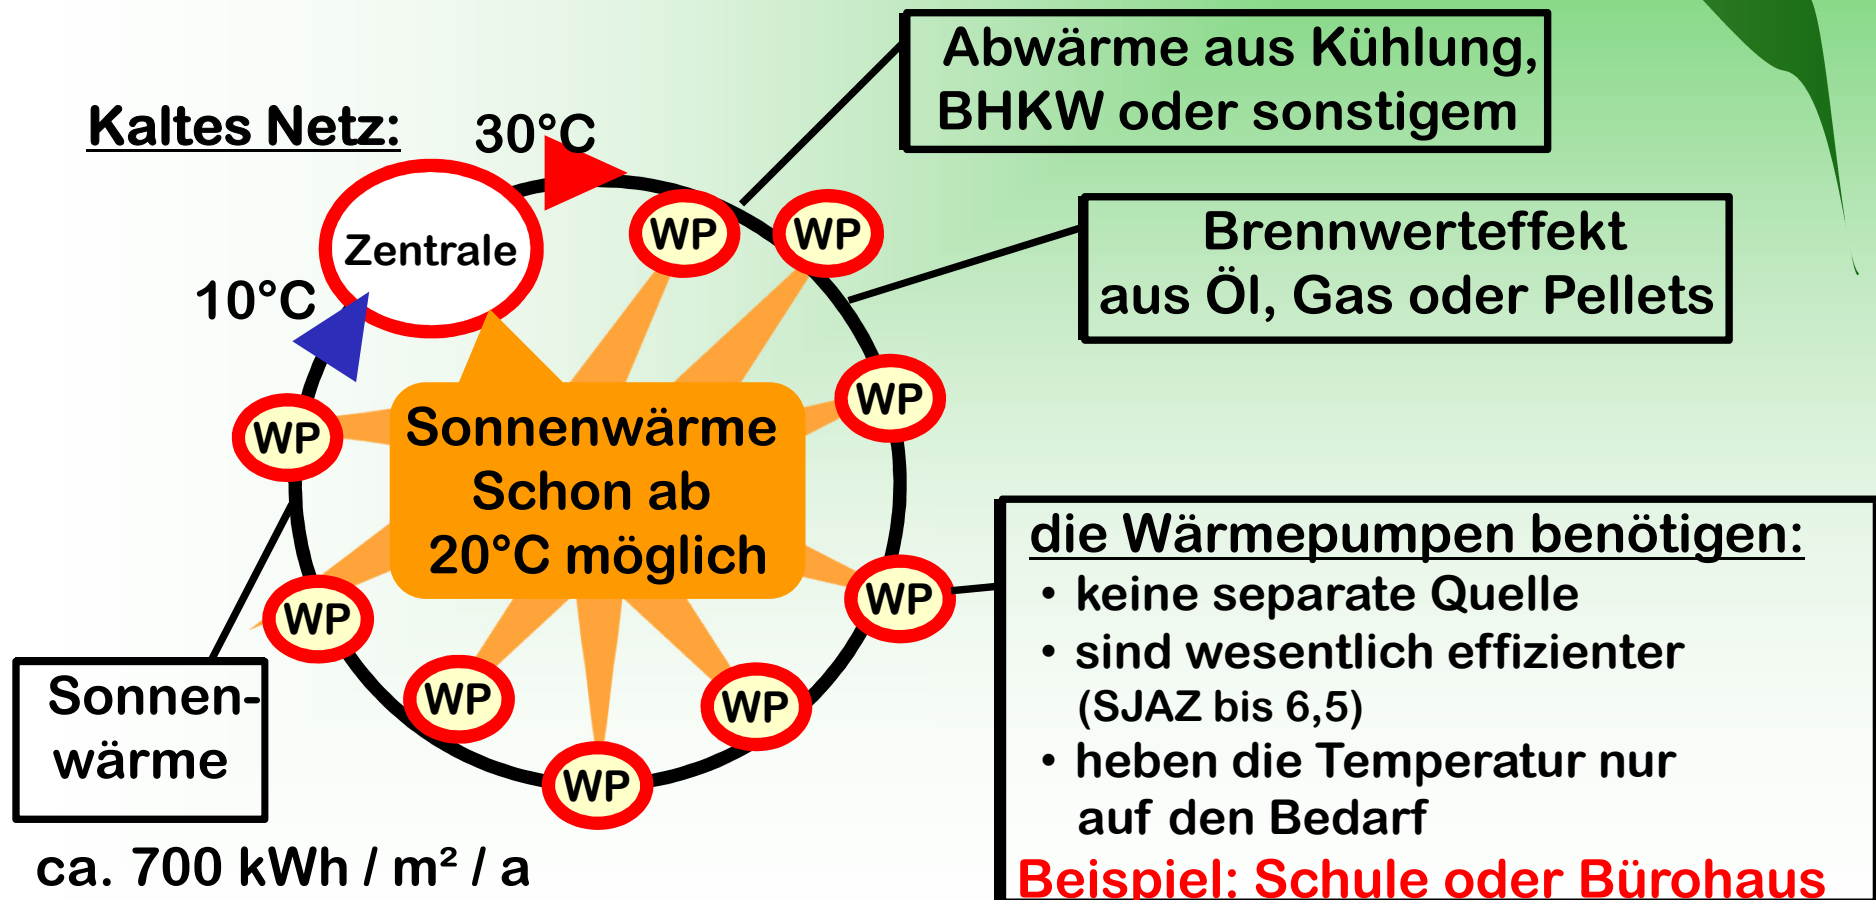 Kaltes Netz:
30°C
Abwärme aus Kühlung,
BHKW oder sonstigem
Zentrale
10°C
WP
WP
Brennwerteffekt
aus Öl, Gas oder Pellets
WP
WP
Sonnenwärme
Schon ab
20°C möglich
WP
WP
WP
WP
WP
die Wärmepumpen benötigen:
• keine separate Quelle
• sind wesentlich effizienter
(SJAZ bis 6,5)
• heben die Temperatur nur
auf den Bedarf
Beispiel: Schule oder Bürohaus
Sonnen-
wärme
ca. 700 kWh / m² / a